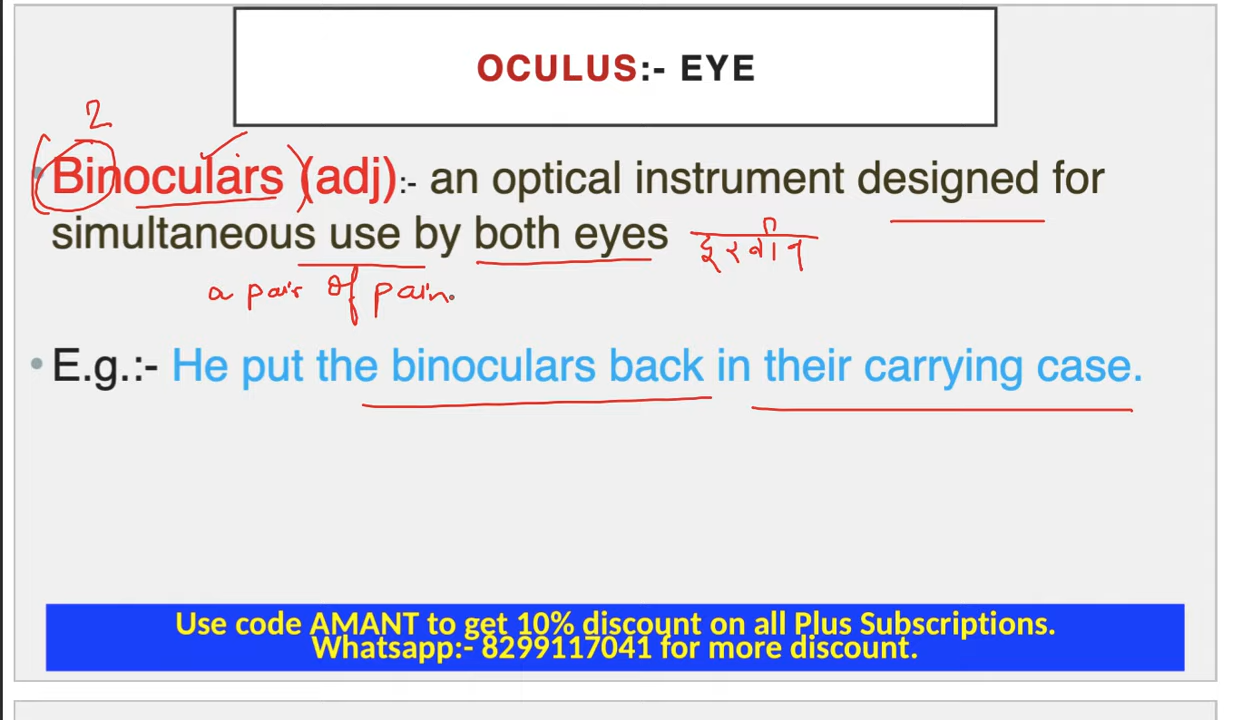 OCULUS:- EYE
2
Binoculars (adj):- an optical instrument designed for
simultaneous use by both eyes
a pair of pain
E.g.:- He put the binoculars back in their carrying case.
Use code AMANT to get 10% discount on all Plus Subscriptions.
Whatsapp:- 8299117041 for more discount.